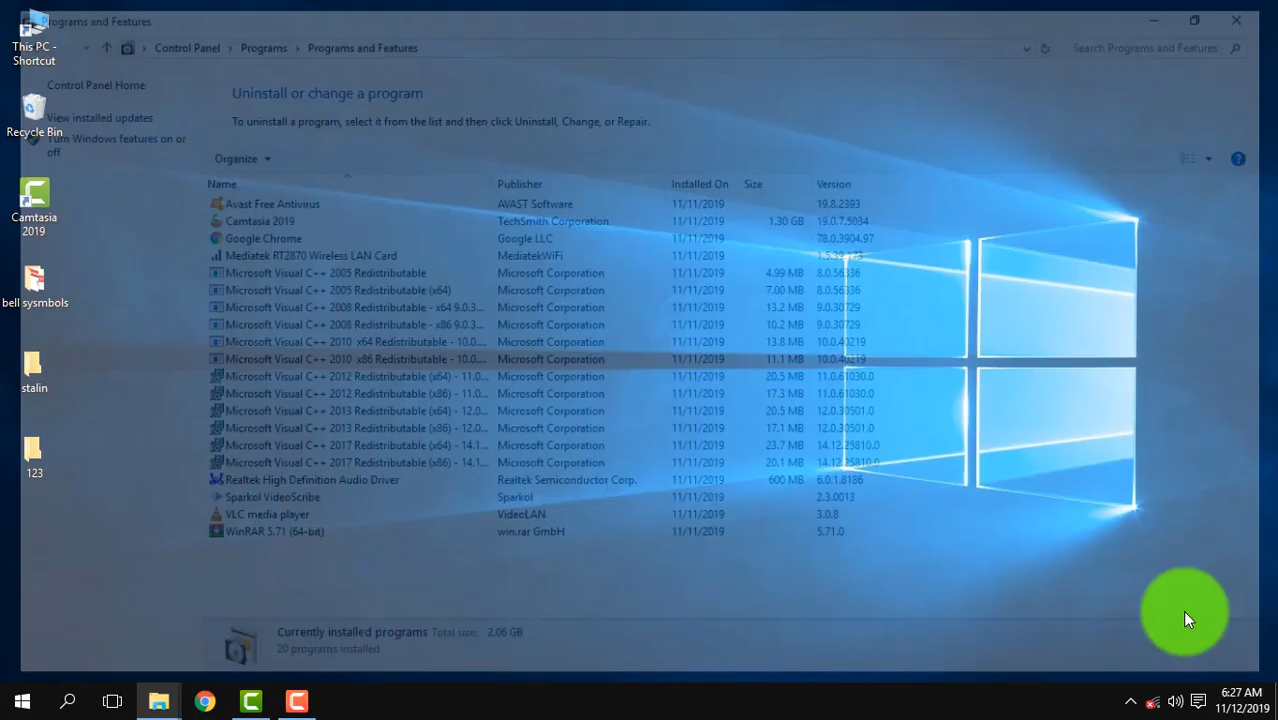 Programs and Features
This PC -
Shortcut
Control Panel
Programs
Programs and Features
Search Programs and Features
Control Panel Home
View installed updates
Turn Windows features on or
off
Recycle Bin
Camtasia
2019
bell sysmbols
stalin
123
Uninstall or change a program
To uninstall a program, select it from the list and then click Uninstall, Change, or Repair.
Organize
Name Publisher Installed On Size Version
Avast Free Antivirus AVAST Software 11/11/2019 19.8.2393
Camtasia 2019 TechSmith Corporation 11/11/2019 1.30 GB 19.0.7.5034
Google Chrome Google LLC 11/11/2019 78.0.3904.97
Mediatek RT2870 Wireless LAN Card MediatekWiFi 11/11/2019 1.5.39.173
Microsoft Visual C++ 2005 Redistributable Microsoft Corporation 11/11/2019 4.99 MB 8.0.56336
Microsoft Visual C++ 2005 Redistributable (x64) Microsoft Corporation 11/11/2019 7.00 MB 8.0.56336
Microsoft Visual C++ 2008 Redistributable - x64 9.0.3... Microsoft Corporation 11/11/2019 13.2 MB 9.0.30729
Microsoft Visual C++ 2008 Redistributable - x86 9.0.3... Microsoft Corporation 11/11/2019 10.2 MB 9.0.30729
Microsoft Visual C++ 2010 x64 Redistributable - 10.0.... Microsoft Corporation 11/11/2019 13.8 MB 10.0.40219
Microsoft Visual C++ 2010 x86 Redistributable - 10.0.... Microsoft Corporation 11/11/2019 11.1 MB 10.0.40219
Microsoft Visual C++ 2012 Redistributable (x64) - 11.0... Microsoft Corporation 11/11/2019 20.5 MB 11.0.61030.0
Microsoft Visual C++ 2012 Redistributable (x86) - 11.0... Microsoft Corporation 11/11/2019 17.3 MB 11.0.61030.0
Microsoft Visual C++ 2013 Redistributable (x64) - 12.0... Microsoft Corporation 11/11/2019 20.5 MB 12.0.30501.0
Microsoft Visual C++ 2013 Redistributable (x86) - 12.0... Microsoft Corporation 11/11/2019 17.1 MB 12.0.30501.0
Microsoft Visual C++ 2017 Redistributable (x64) - 14.1... Microsoft Corporation 11/11/2019 23.7 MB 14.12.25810.0
Microsoft Visual C++ 2017 Redistributable (x86) - 14.1... Microsoft Corporation 11/11/2019 20.1 MB 14.12.25810.0
Realtek High Definition Audio Driver Realtek Semiconductor Corp. 11/11/2019 600 MB 6.0.1.8186
Sparkol VideoScribe Sparkol 11/11/2019 2.3.0013
VLC media player VideoLAN 11/11/2019 3.0.8
WinRAR 5.71 (64-bit) win.rar GmbH 11/11/2019 5.71.0
Currently installed programs Total size: 2.06 GB
20 programs installed
6:27 AM
11/12/2019